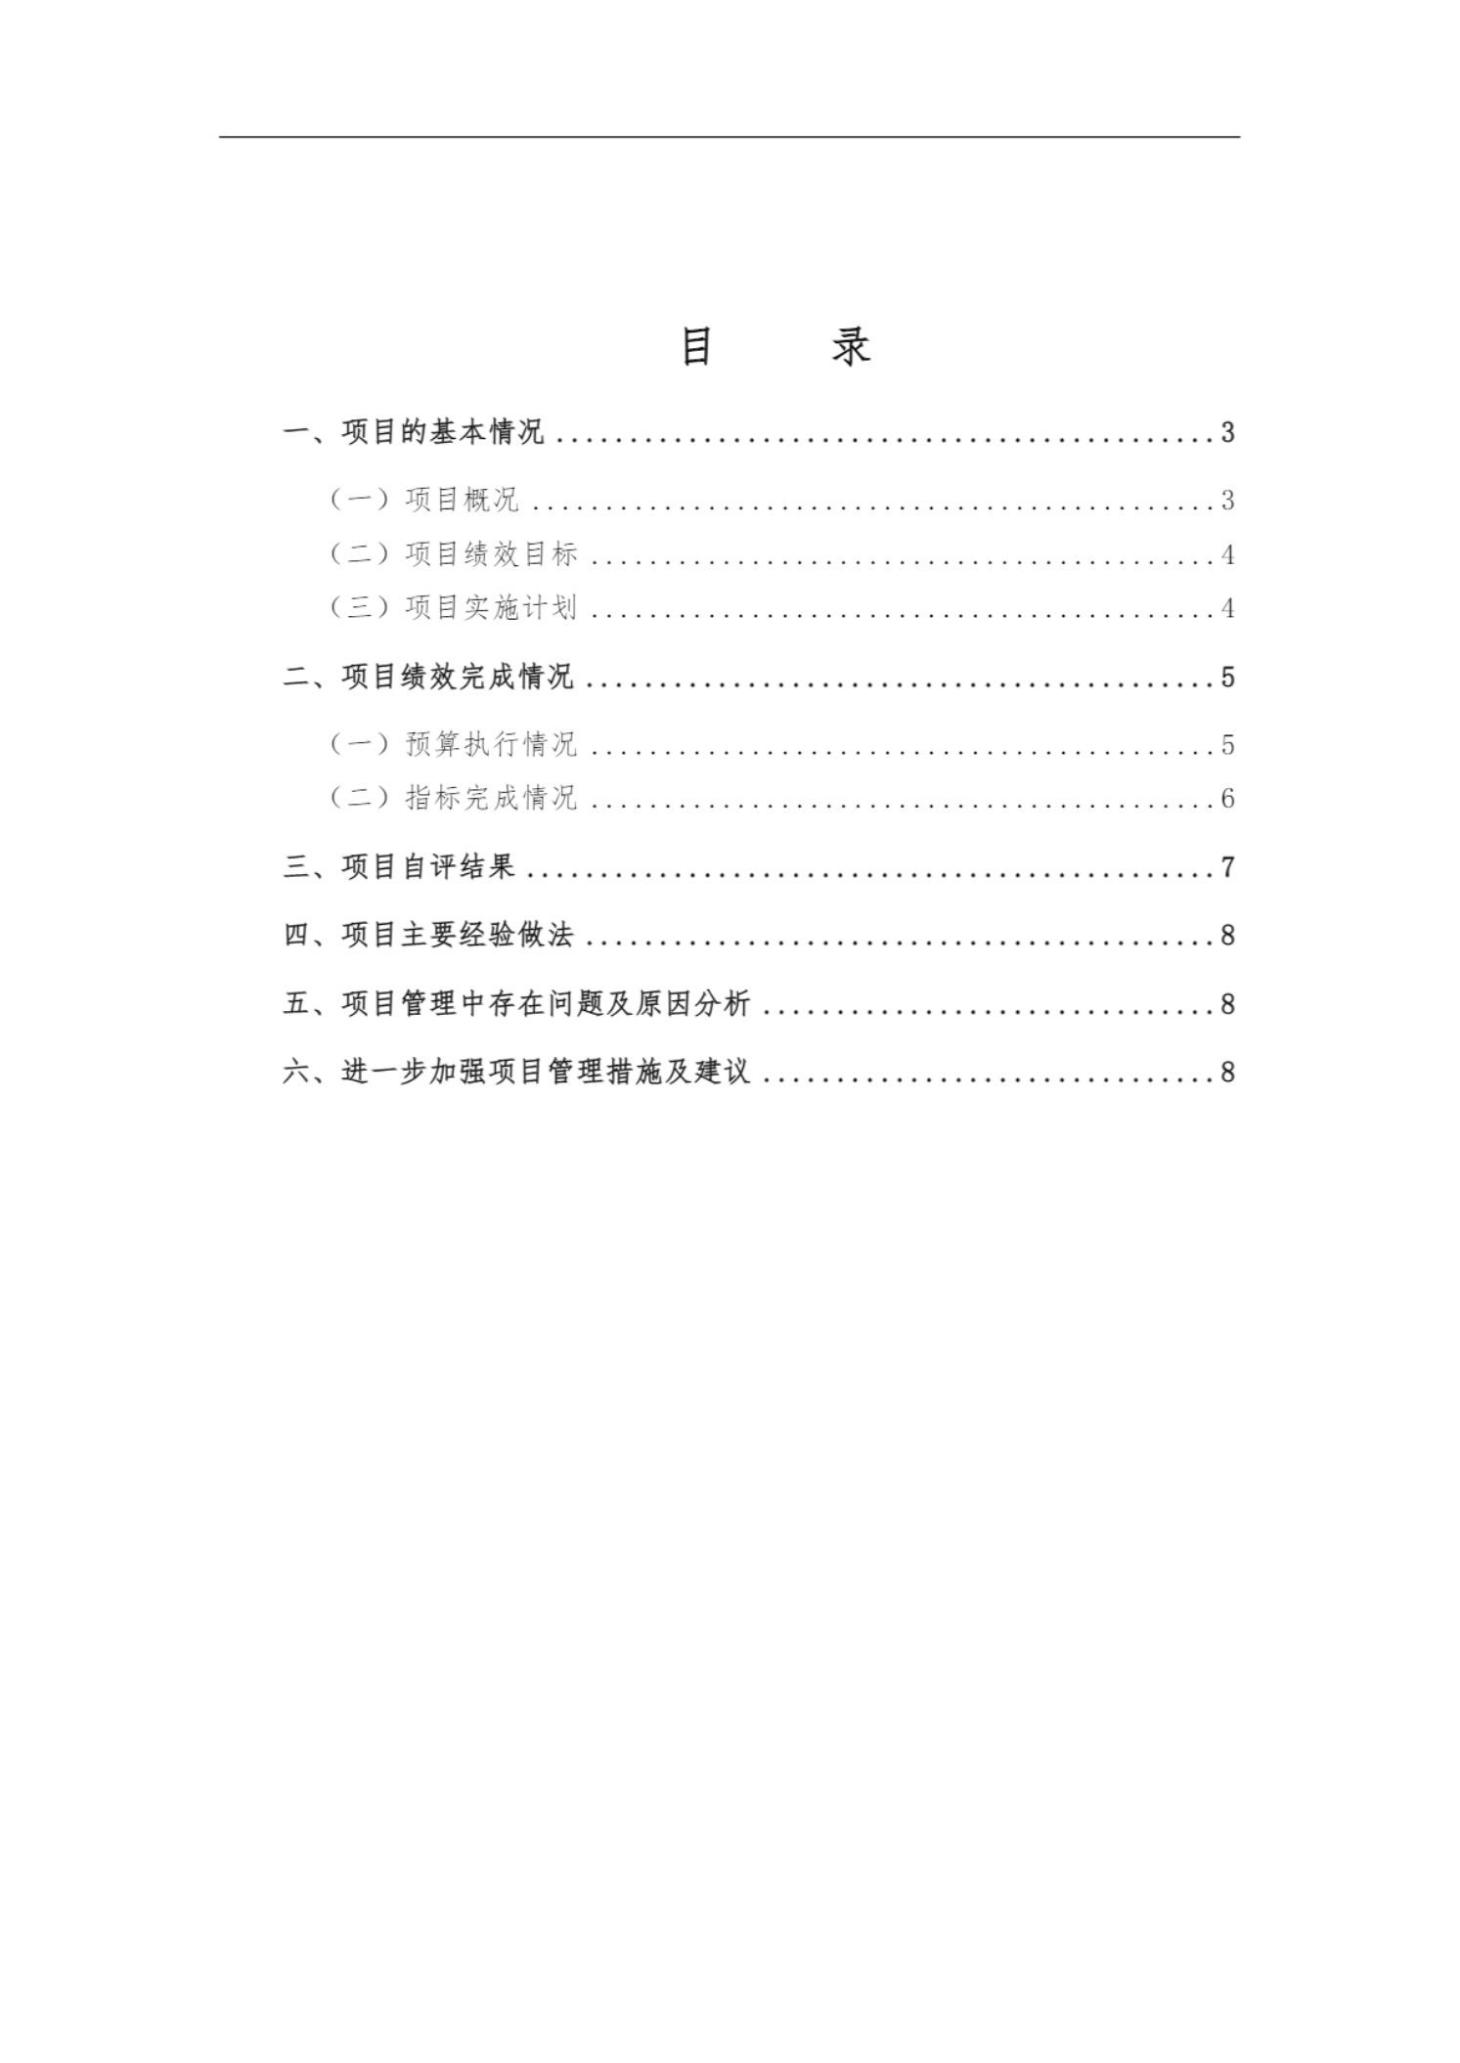 目 录
一、项目的基本情况.............................................3
（一）项目概况...............................................3
（二）项目绩效目标...........................................4
（三）项目实施计划...........................................4
二、项目绩效完成情况...........................................5
（一）预算执行情况...........................................5
（二）指标完成情况...........................................6
三、项目自评结果...............................................7
四、项目主要经验做法...........................................8
五、项目管理中存在问题及原因分析...............................8
六、进一步加强项目管理措施及建议...............................8